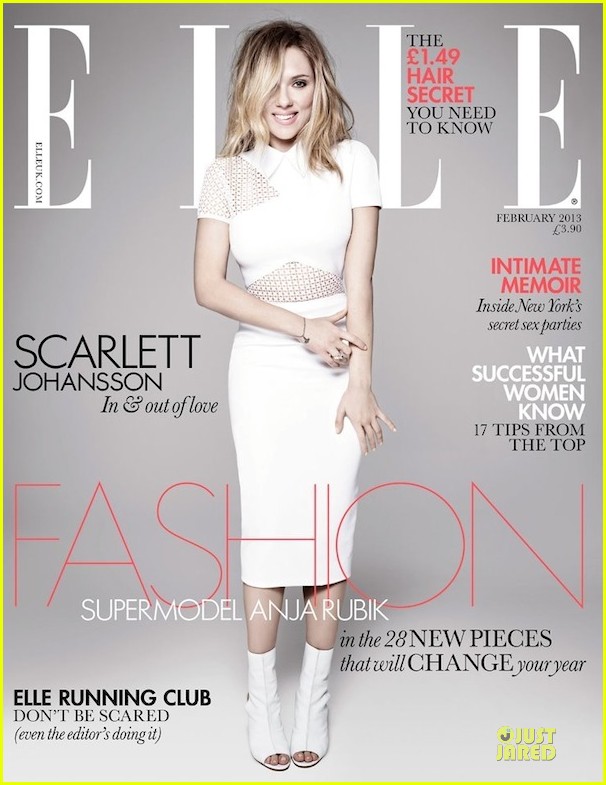 ELLE
ELLEUK.COM
THE
£1.49
HAIR
SECRET
YOU NEED
TO KNOW
FEBRUARY 2013
£3.90
INTIMATE
MEMOIR
Inside New York's
secret sex parties
SCARLETT
JOHANSSON
In & out of love
WHAT
SUCCESSFUL
WOMEN
KNOW
17 TIPS FROM
THE TOP
FASHION
SUPERMODEL ANJA RUBIK
in the 28 NEW PIECES
that will CHANGE your year
ELLE RUNNING CLUB
DON'T BE SCARED
(even the editor's doing it)
JUST
JARED